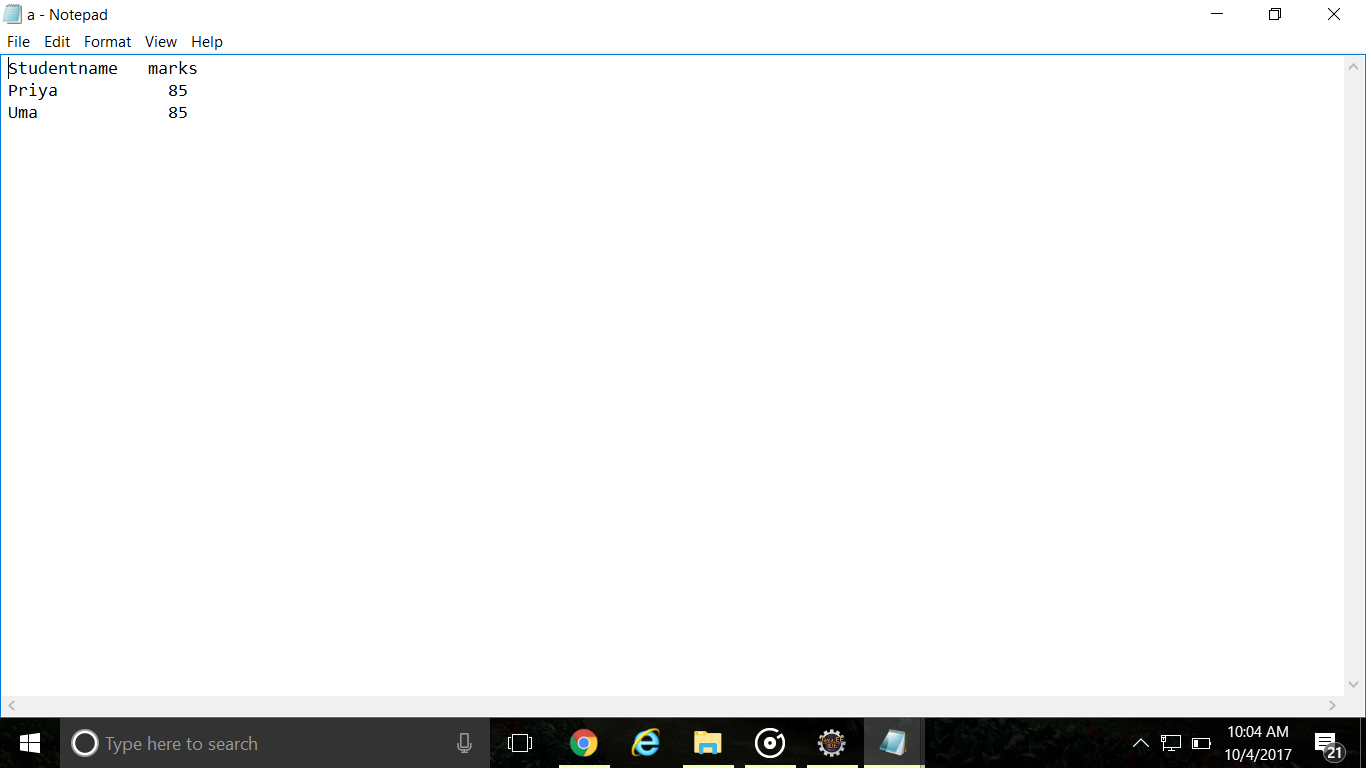 a - Notepad
File Edit Format View Help
Studentname marks
Priya 85
Uma 85
Type here to search
10:04 AM
10/4/2017
21